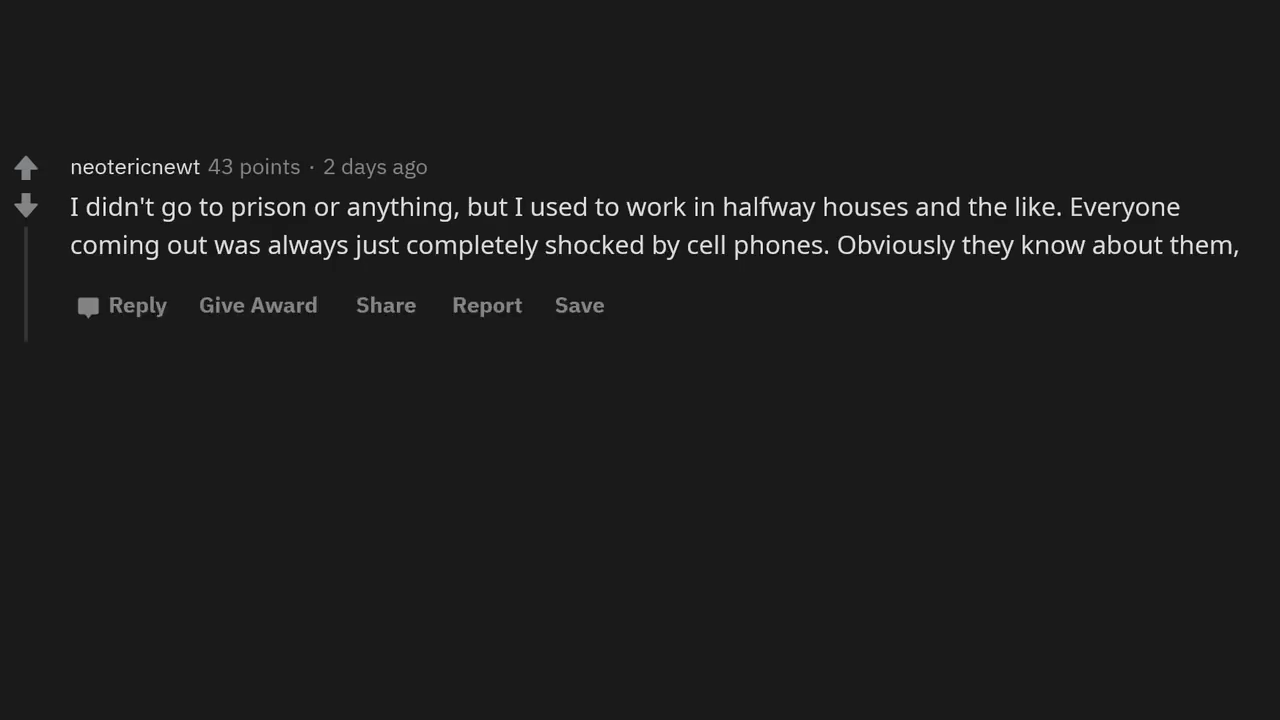 neotericnewt 43 points · 2 days ago
I didn't go to prison or anything, but I used to work in halfway houses and the like. Everyone
coming out was always just completely shocked by cell phones. Obviously they know about them,
Reply Give Award Share Report Save